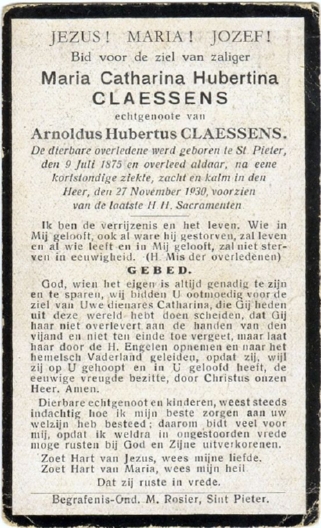 JEZUS! MARIA! JOZEF!
Bid voor de ziel van zaliger
Maria Catharina Hubertina
CLAESSENS
echtgenoote van
Arnoldus Hubertus CLAESSENS.
De dierbare overledene werd geboren te St. Pieter,
den 9 Juli 1875 en overleed aldaar, na eene
kortstondige ziekte, zacht en kalm in den
Heer, den 27 November 1930, voorzien
van de laatste H H. Sacramenten
Ik ben de verrijzenis en het leven. Wie in
Mij gelooft, ook al ware hij gestorven, zal leven
en al wie leeft en in Mij gelooft, zal niet ster-
ven in eeuwigheid. (H. Mis der overledenen)
GEBED.
God, wien het eigen is altijd genadig te zijn
en te sparen, wij bidden U ootmoedig voor de
ziel van Uwe dienares Catharina, die Gij heden
uit deze wereld hebt doen scheiden, dat Gij
haar niet overlevert aan de handen van den
vijand en niet ten einde toe vergeet, maar laat
haar door de H. Engelen opnemen en naar het
hemelsch Vaderland geleiden, opdat zij, wijl
zij op U gehoopt en in U geloofd heeft, de
eeuwige vreugde bezitte, door Christus onzen
Heer. Amen.
Dierbare echtgenoot en kinderen, weest steeds
indachtig hoe ik mijn beste zorgen aan uw
welzijn heb besteed; daarom bidt veel voor
mij, opdat ik weldra in ongestoorden vrede
moge rusten bij God en Zijne uitverkorenen.
Zoet Hart van Jezus, wees mijne liefde.
Zoet Hart van Maria, wees mijn heil
Dat zij ruste in vrede.
Begrafenis-Ond. M. Rosier, Sint Pieter.